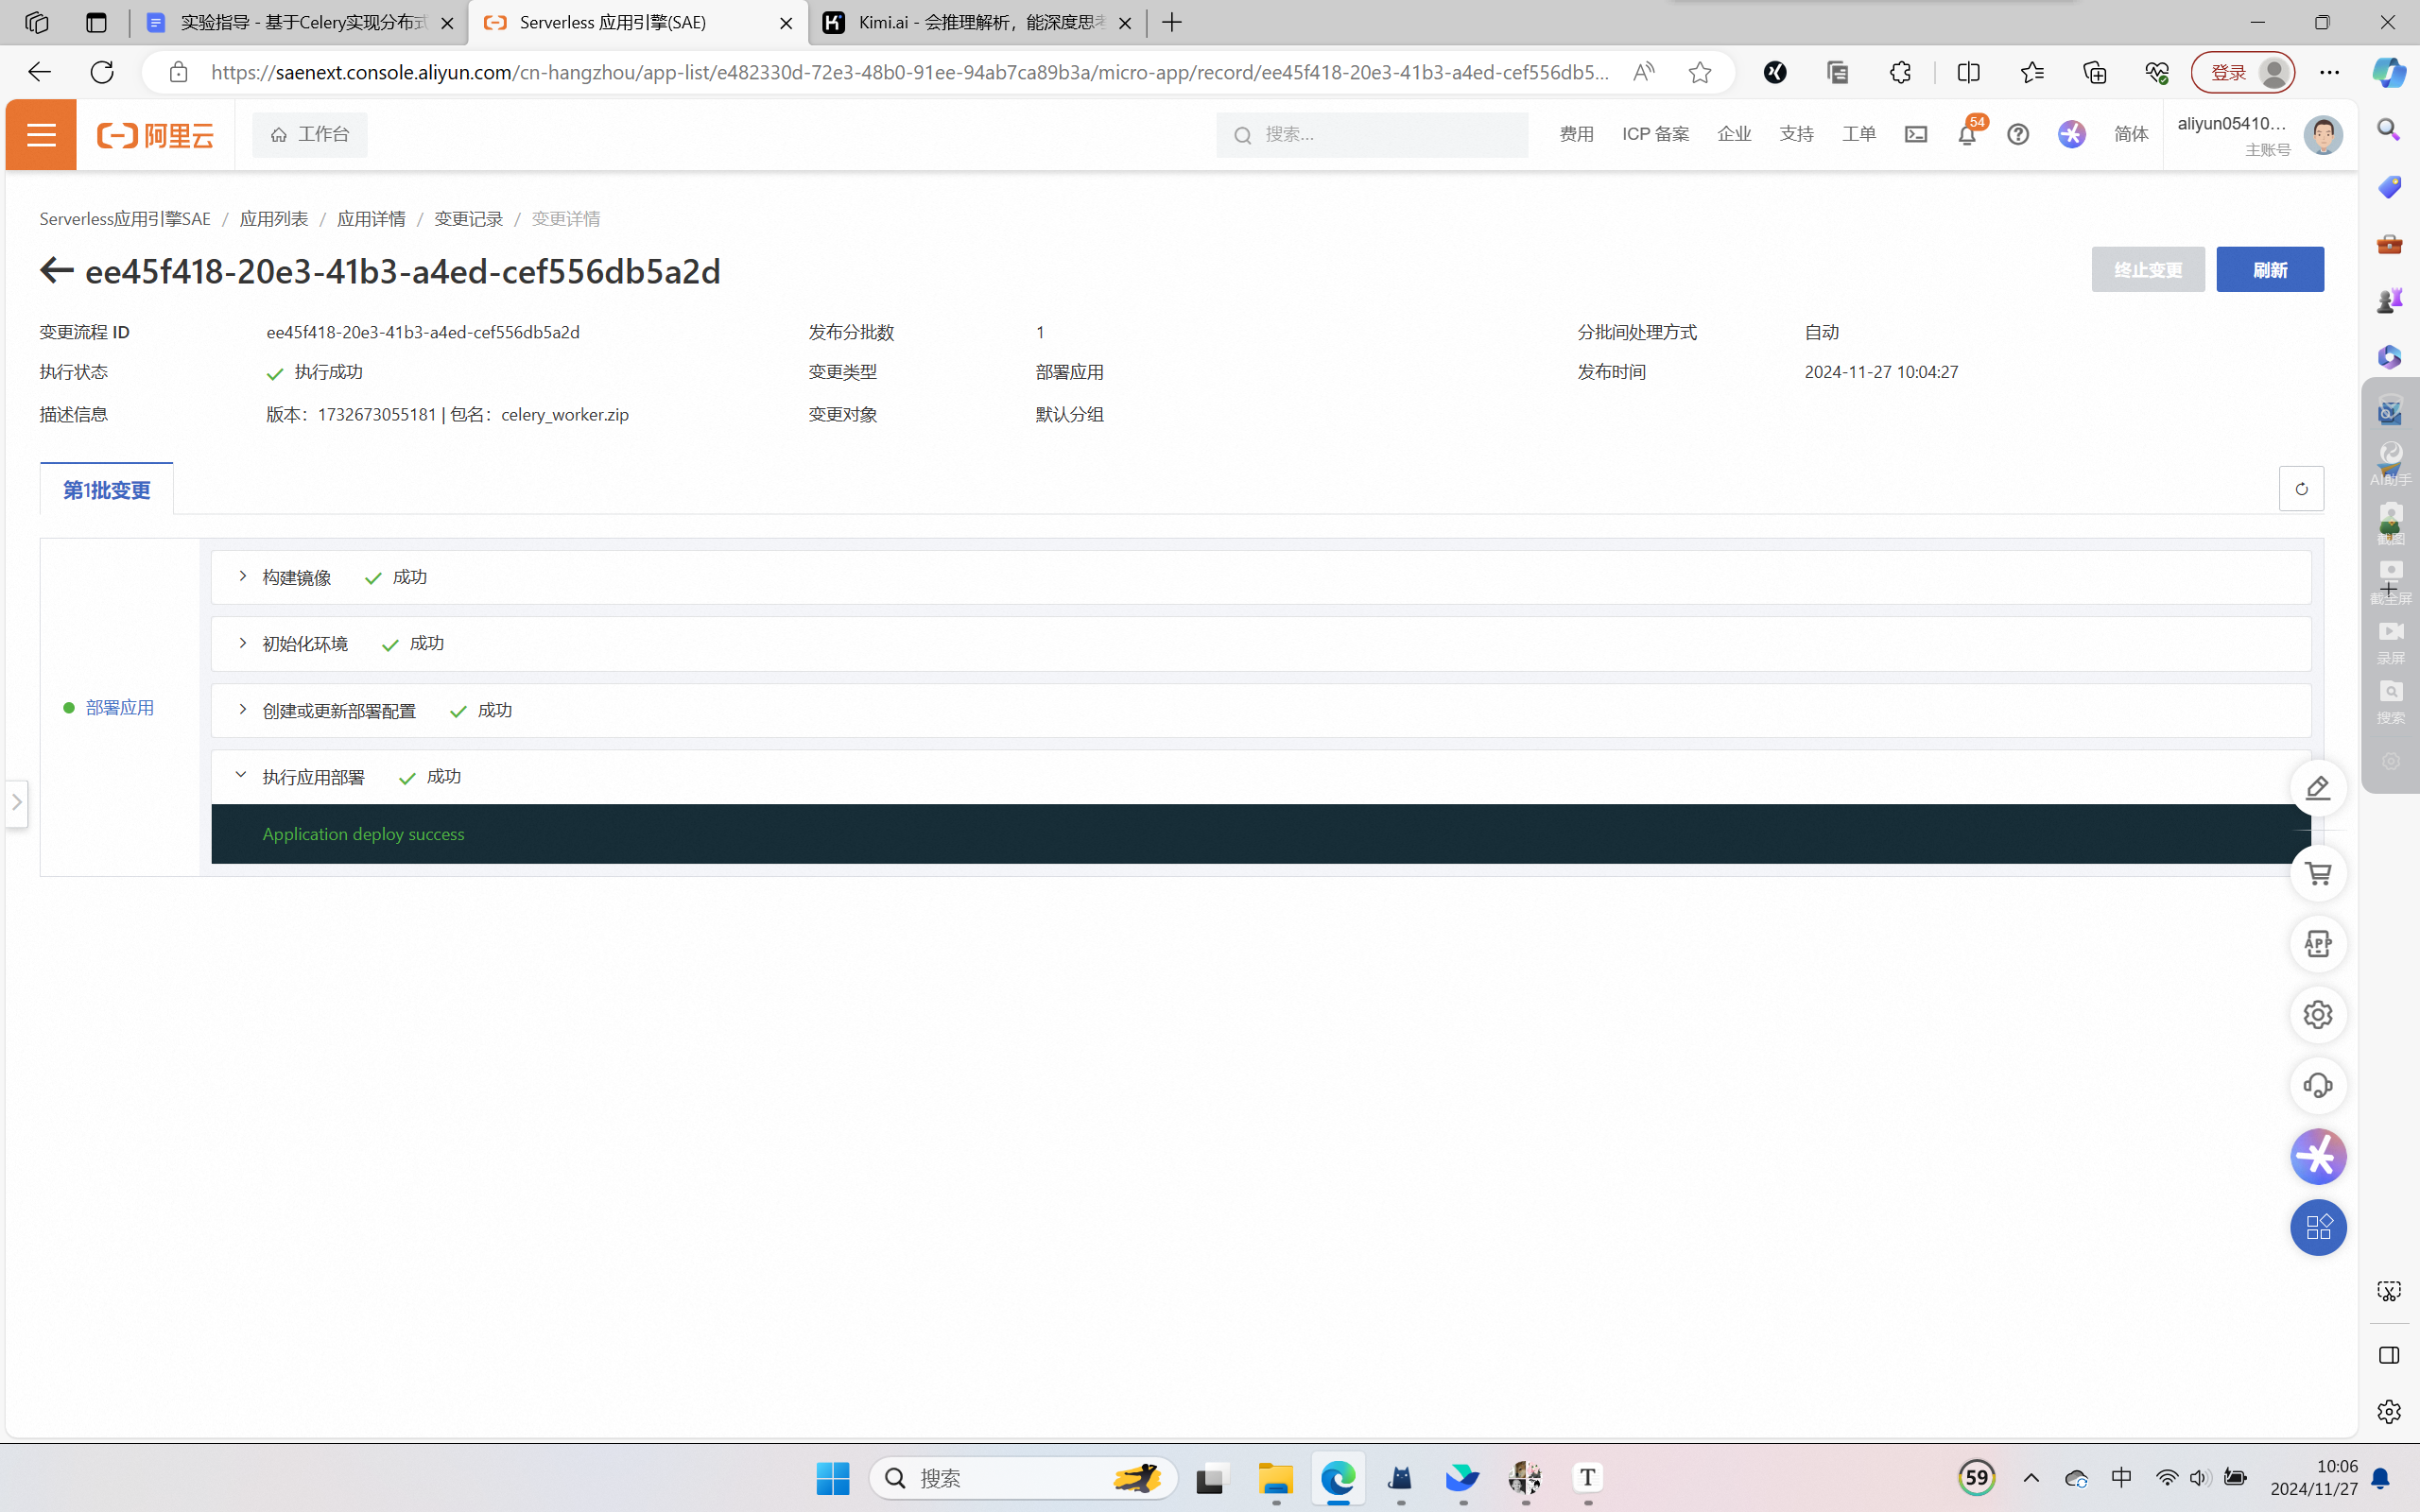 实验指导 - 基于Celery实现分布式
Serverless 应用引擎(SAE)
Kimi.ai - 会推理解析，能深度思考
https://saenext.console.aliyun.com/cn-hangzhou/app-list/e482330d-72e3-48b0-91ee-94ab7ca89b3a/micro-app/record/ee45f418-20e3-41b3-a4ed-cef556db5...
登录
阿里云
工作台
搜索...
费用
ICP 备案
企业
支持
工单
54
简体
aliyun05410...
主账号
Serverless应用引擎SAE / 应用列表 / 应用详情 / 变更记录 / 变更详情
ee45f418-20e3-41b3-a4ed-cef556db5a2d
终止变更
刷新
变更流程 ID ee45f418-20e3-41b3-a4ed-cef556db5a2d 发布分批数 1 分批间处理方式 自动
执行状态 执行成功 变更类型 部署应用 发布时间 2024-11-27 10:04:27
描述信息 版本：1732673055181 | 包名：celery_worker.zip 变更对象 默认分组
第1批变更
部署应用
构建镜像 成功
初始化环境 成功
创建或更新部署配置 成功
执行应用部署 成功
Application deploy success
AI助手
截图
截全屏
录屏
搜索
APP
搜索
T
59
中
10:06
2024/11/27